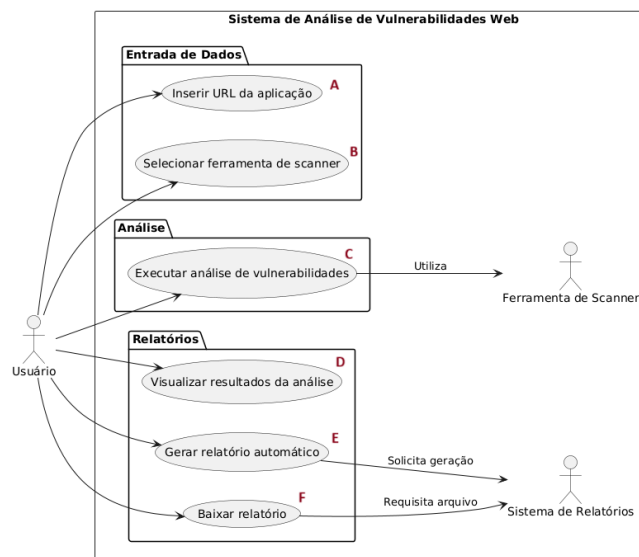 Sistema de Análise de Vulnerabilidades Web
Entrada de Dados
Inserir URL da aplicação
A
Selecionar ferramenta de scanner
B
Análise
Executar análise de vulnerabilidades
C
Utiliza
Ferramenta de Scanner
Usuário
Relatórios
Visualizar resultados da análise
D
Gerar relatório automático
E
Solicita geração
Baixar relatório
F
Requisita arquivo
Sistema de Relatórios